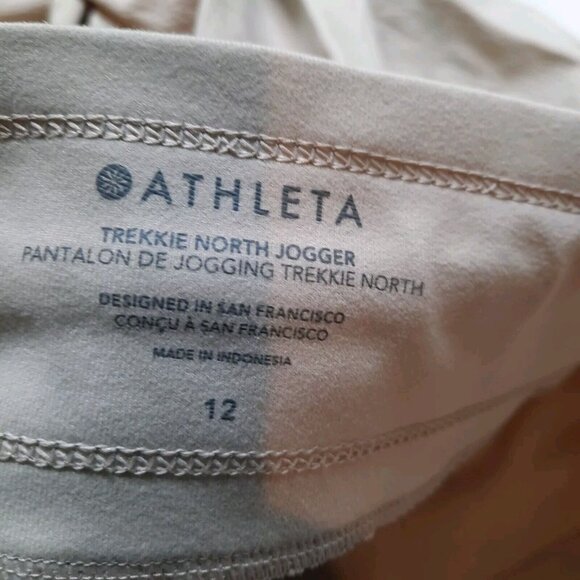 ATHLETA
TREKKIE NORTH JOGGER
PANTALON DE JOGGING TREKKIE NORTH
DESIGNED IN SAN FRANCISCO
CONÇU À SAN FRANCISCO
MADE IN INDONESIA
12